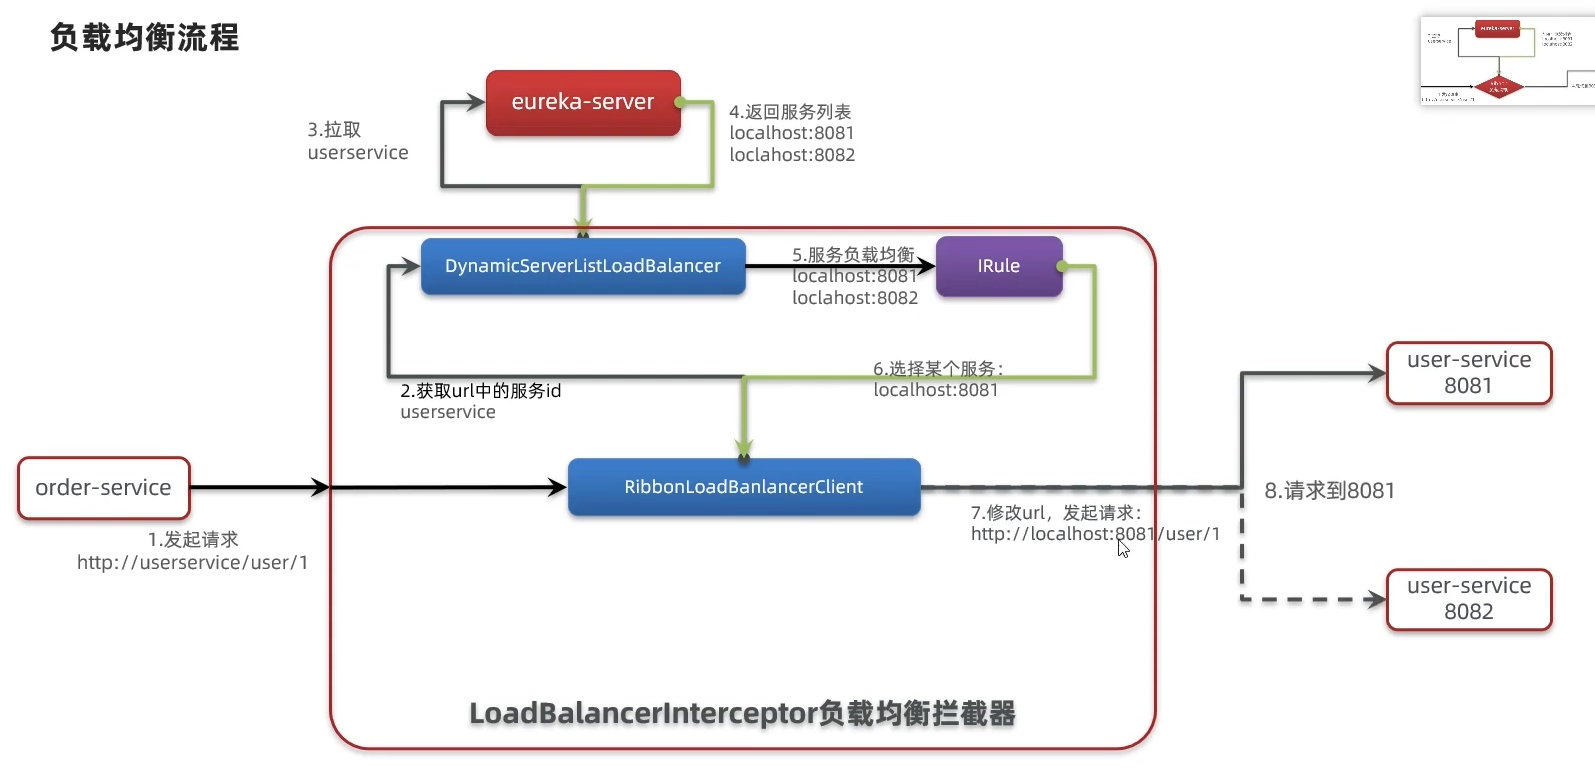 负载均衡流程
eureka-server
3.拉取
userservice
4.返回服务列表
localhost:8081
loclahost:8082
DynamicServerListLoadBalancer
5.服务负载均衡
localhost:8081
loclahost:8082
IRule
2.获取url中的服务id
userservice
6.选择某个服务：
localhost:8081
user-service
8081
order-service
RibbonLoadBanlancerClient
1.发起请求
http://userservice/user/1
7.修改url，发起请求：
http://localhost:8081/user/1
8.请求到8081
user-service
8082
LoadBalancerInterceptor负载均衡拦截器
eureka-server